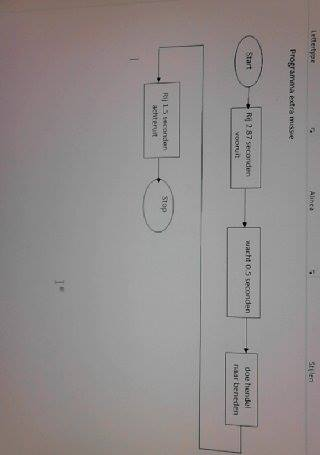 Lettertype
Alinea
Stijlen
Programma extra missie
Start
Rij 2.87 seconden
vooruit
wacht 0.5 seconden
doe hendel
naar beneden
Rij 1.5 seconden
achteruit
Stop